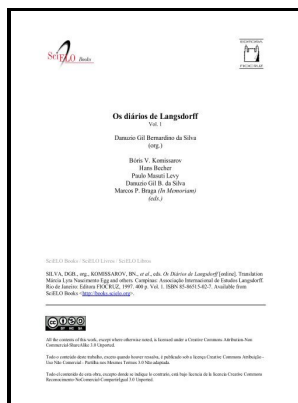 SciELO Books
FIOCRUZ
Os diários de Langsdorff
Vol. 1
Danuzio Gil Bernardino da Silva
(org.)
Bóris V. Komissarov
Hans Becher
Paulo Masuti Levy
Danuzio Gil B. da Silva
Marcos P. Braga (In Memoriam)
(eds.)
SciELO Books / SciELO Livros / SciELO Libros
SILVA, DGB., org., KOMISSAROV, BN., et al., eds. Os Diários de Langsdorff [online]. Translation
Márcia Lyra Nascimento Egg and others. Campinas: Associação Internacional de Estudos Langsdorff;
Rio de Janeiro: Editora FIOCRUZ, 1997. 400 p. Vol. 1. ISBN 85-86515-02-7. Available from
SciELO Books <http://books.scielo.org>.
All the contents of this work, except where otherwise noted, is licensed under a Creative Commons Attribution-Non
Commercial-ShareAlike 3.0 Unported.
Todo o conteúdo deste trabalho, exceto quando houver ressalva, é publicado sob a licença Creative Commons Atribuição -
Uso Não Comercial - Partilha nos Mesmos Termos 3.0 Não adaptada.
Todo el contenido de esta obra, excepto donde se indique lo contrario, está bajo licencia de la licencia Creative Commons
Reconocimento-NoComercial-CompartirIgual 3.0 Unported.